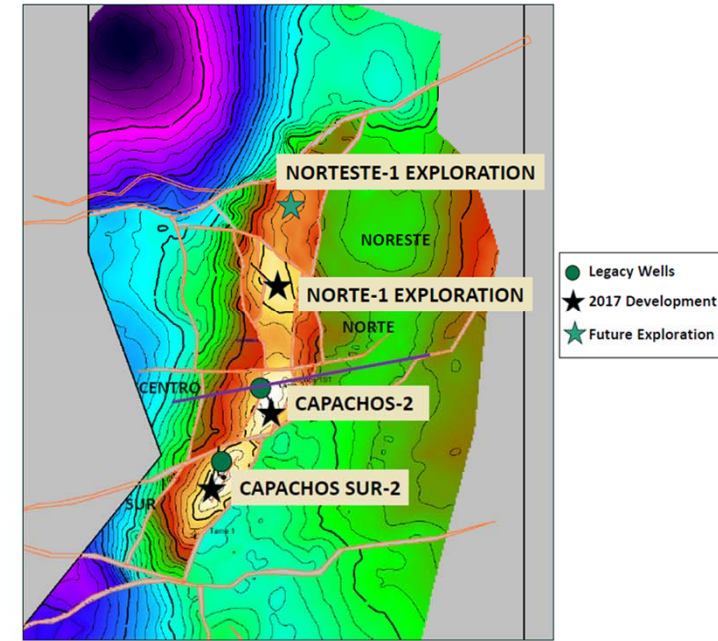 NORTESTE-1 EXPLORATION
NORESTE
NORTE-1 EXPLORATION
NORTE
CENTRO
CAPACHOS-2
CAPACHOS SUR-2
SUR
Legacy Wells
2017 Development
Future Exploration